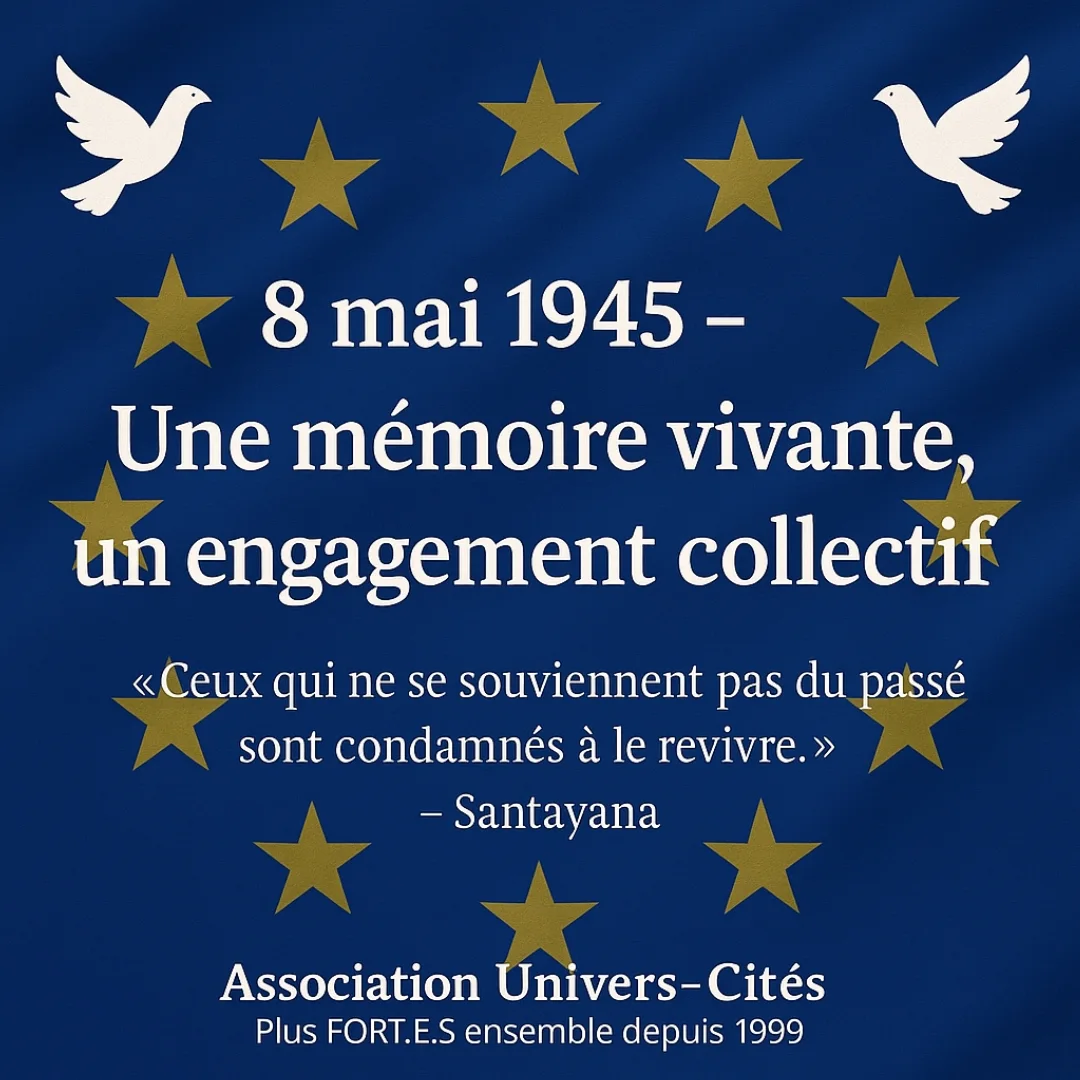 8 mai 1945 –
Une mémoire vivante,
un engagement collectif
«Ceux qui ne se souviennent pas du passé
sont condamnés à le revivre.»
– Santayana
Association Univers-Cités
Plus FORT.E.S ensemble depuis 1999